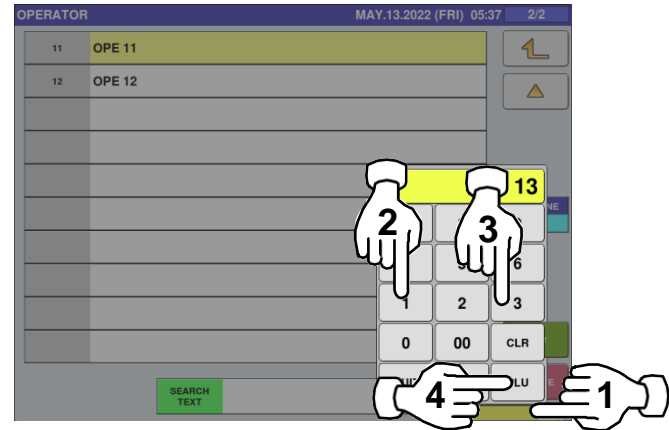 OPERATOR MAY.13.2022 (FRI) 05:37 2/2
11 OPE 11
12 OPE 12
13
NE
2 3
6
1 2 3
0 00 CLR
LU
4 1
SEARCH
TEXT